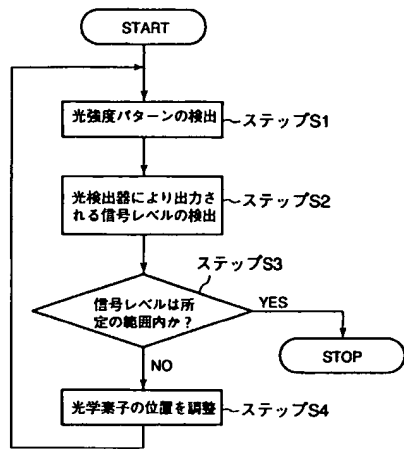 START
光強度パターンの検出
ステップS1
光検出器により出力さ
れる信号レベルの検出
ステップS2
ステップS3
信号レベルは所
定の範囲内か?
YES
STOP
NO
光学素子の位置を調整
ステップS4